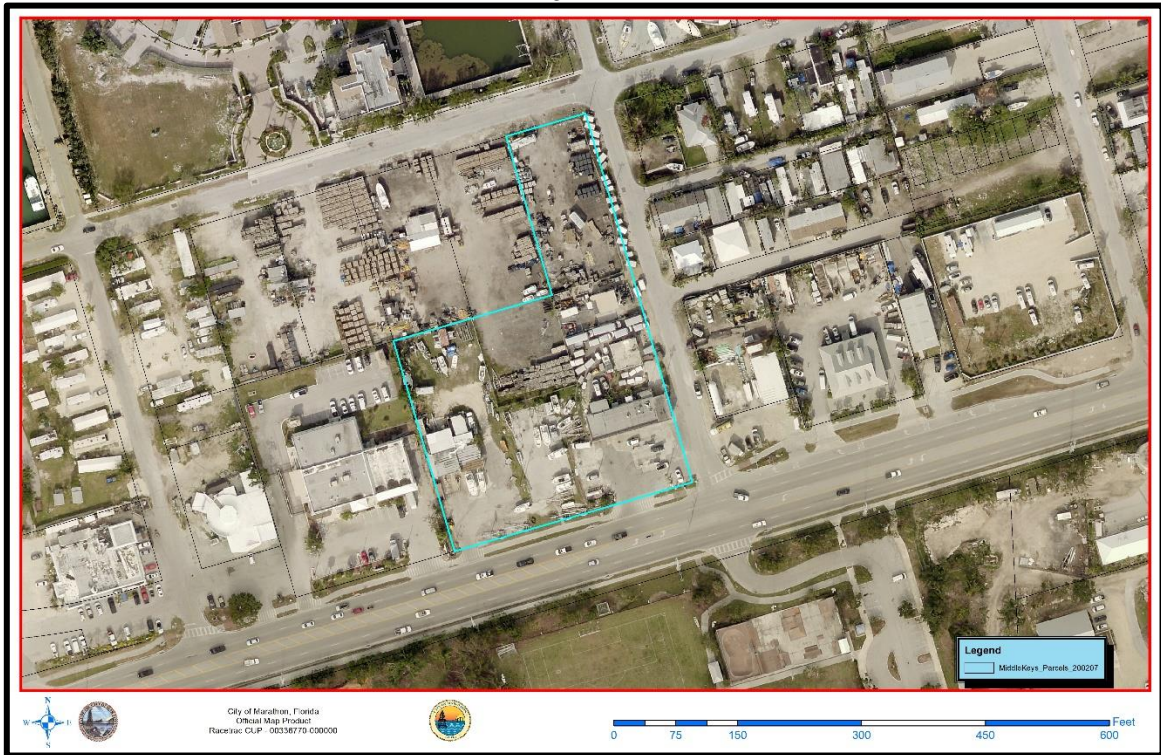 Legend
MiddleKeys_Parcels_200207
N
W E
S
City of Marathon, Florida
Official Map Product
Racetrac CUP - 00336770-000000
Feet
0 75 150 300 450 600